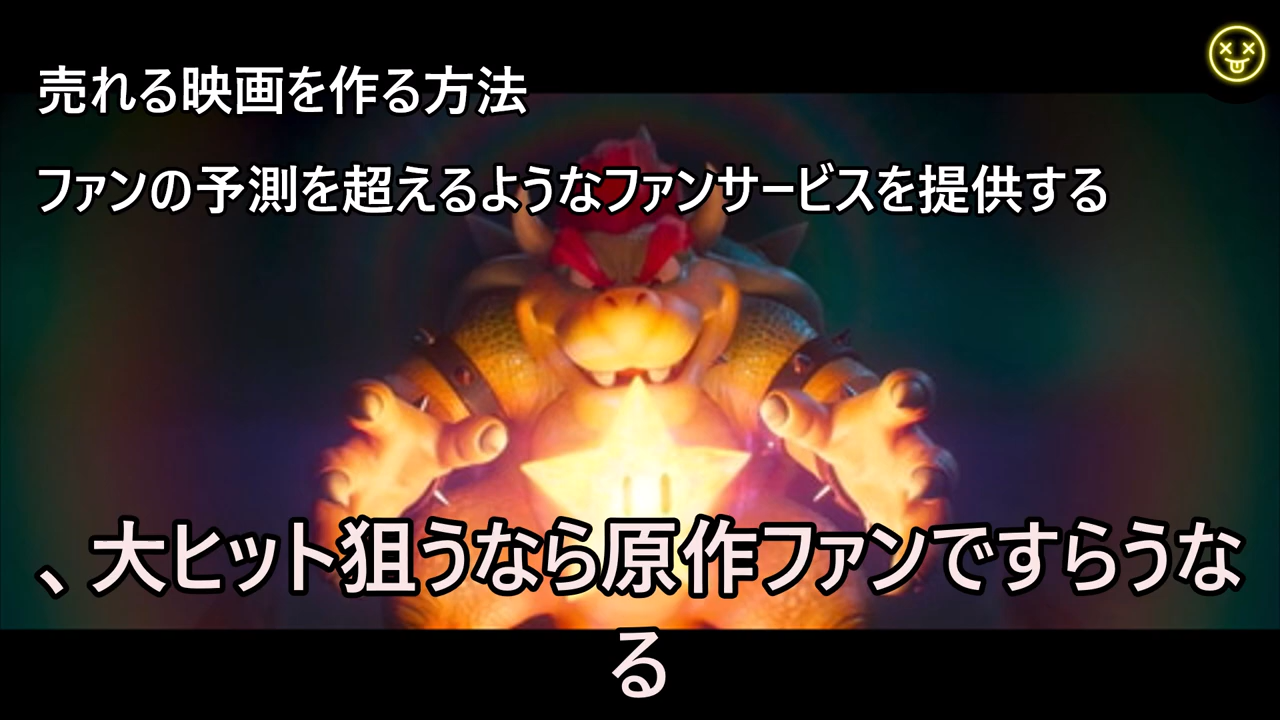 売れる映画を作る方法
ファンの予測を超えるようなファンサービスを提供する
、大ヒット狙うなら原作ファンですらうな
る